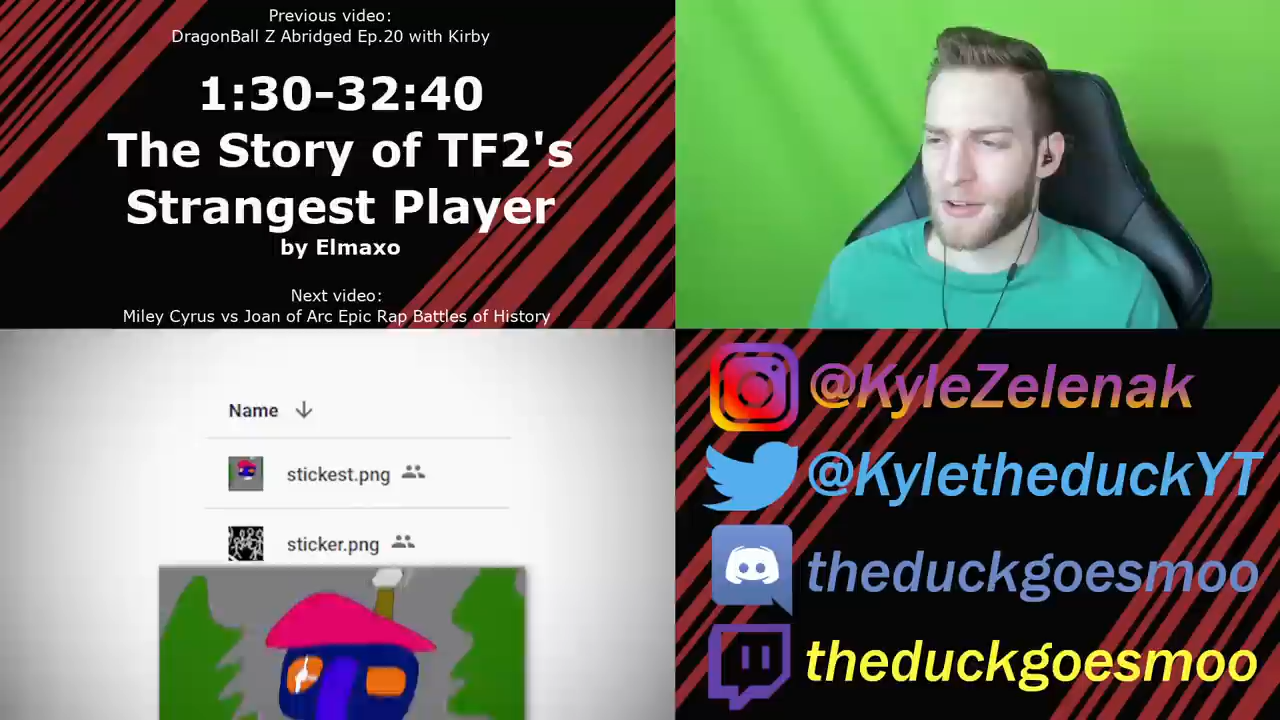 Previous video:
DragonBall Z Abridged Ep.20 with Kirby
1:30-32:40
The Story of TF2's
Strangest Player
by Elmaxo
Next video:
Miley Cyrus vs Joan of Arc Epic Rap Battles of History
Name
stickest.png
sticker.png
@KyleZelenak
@KyletheduckYT
theduckgoesmoo
theduckgoesmoo